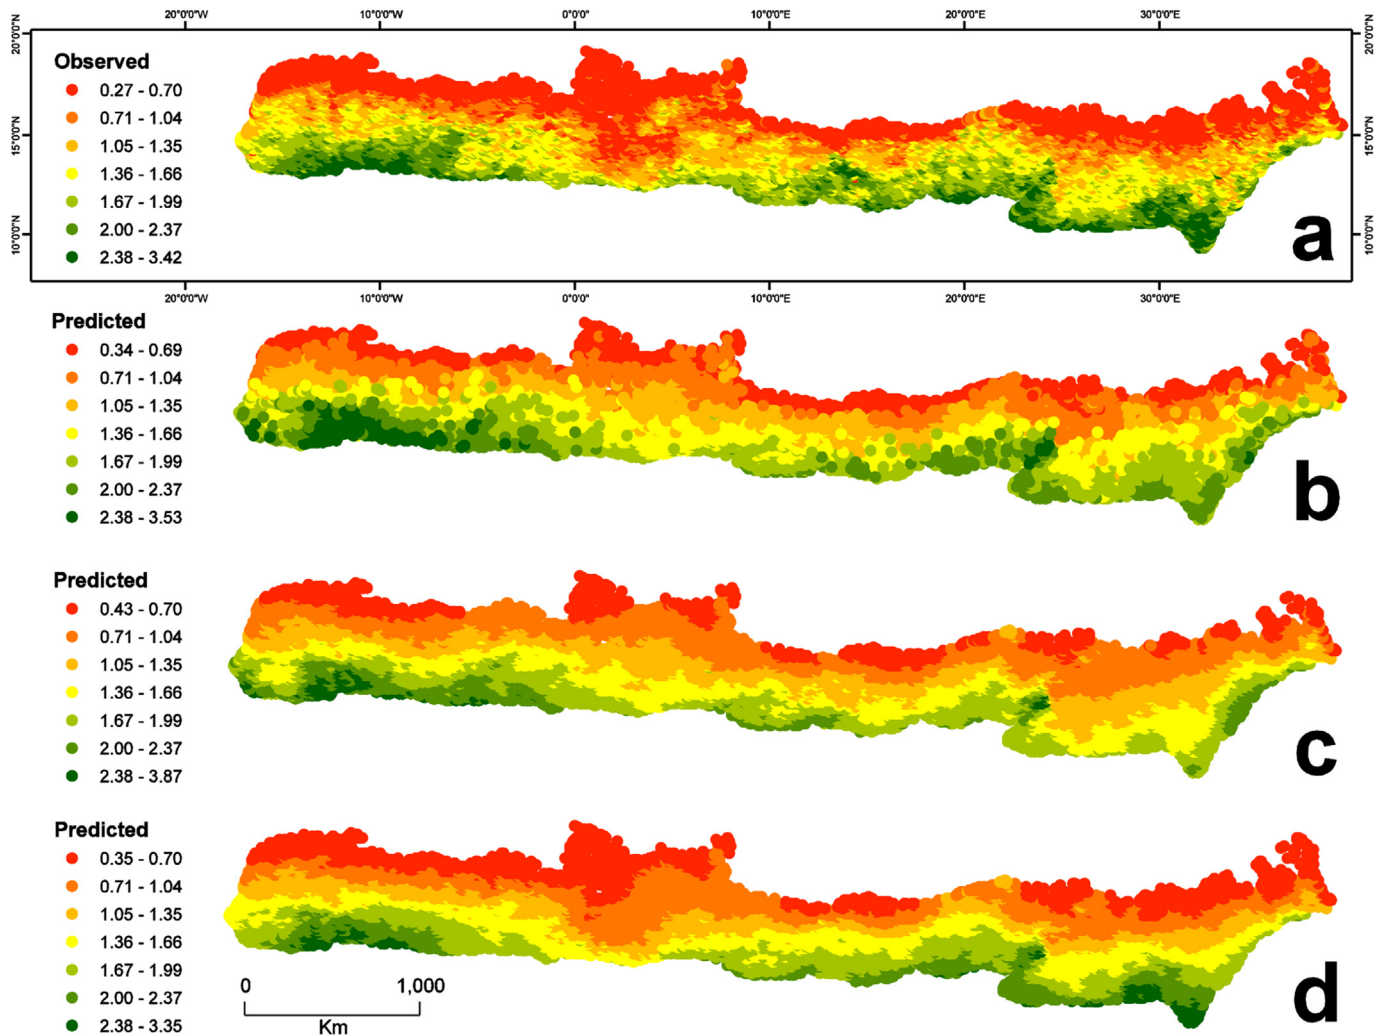 20°0'0"W 10°0'0"W 0°0'0" 10°0'0"E 20°0'0"E 30°0'0"E
20°0'0"N 20°0'0"N
Observed
0.27 - 0.70
0.71 - 1.04
1.05 - 1.35
15°0'0"N 15°0'0"N
1.36 - 1.66
1.67 - 1.99
2.00 - 2.37
10°0'0"N 10°0'0"N
2.38 - 3.42
a
20°0'0"W 10°0'0"W 0°0'0" 10°0'0"E 20°0'0"E 30°0'0"E
Predicted
0.34 - 0.69
0.71 - 1.04
1.05 - 1.35
1.36 - 1.66
1.67 - 1.99
2.00 - 2.37
2.38 - 3.53
b
Predicted
0.43 - 0.70
0.71 - 1.04
1.05 - 1.35
1.36 - 1.66
1.67 - 1.99
2.00 - 2.37
2.38 - 3.87
c
Predicted
0.35 - 0.70
0.71 - 1.04
1.05 - 1.35
1.36 - 1.66
1.67 - 1.99
2.00 - 2.37
2.38 - 3.35
0 1,000
Km
d